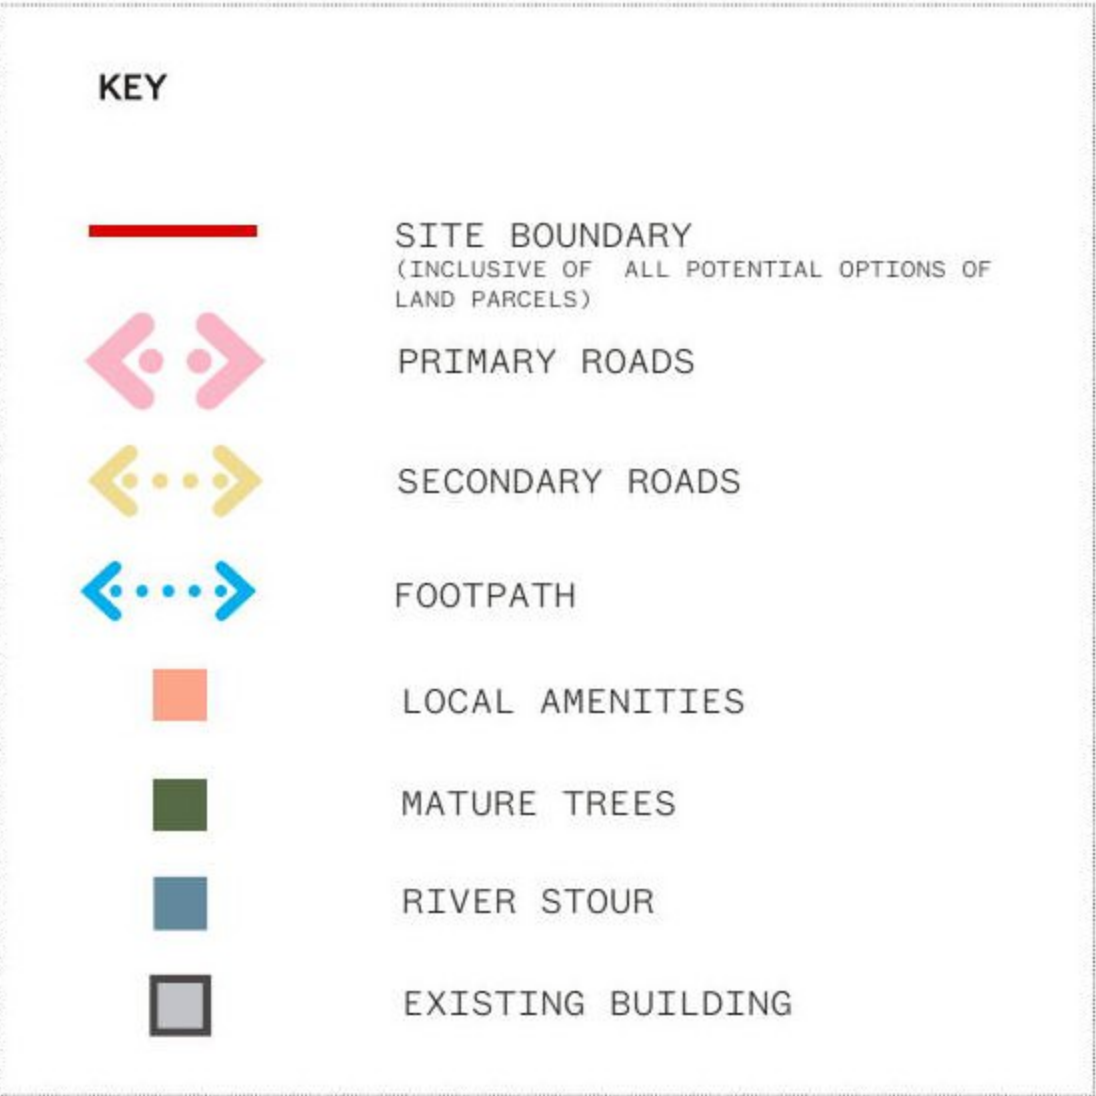 KEY
SITE BOUNDARY
(INCLUSIVE OF ALL POTENTIAL OPTIONS OF
LAND PARCELS)
PRIMARY ROADS
SECONDARY ROADS
FOOTPATH
LOCAL AMENITIES
MATURE TREES
RIVER STOUR
EXISTING BUILDING